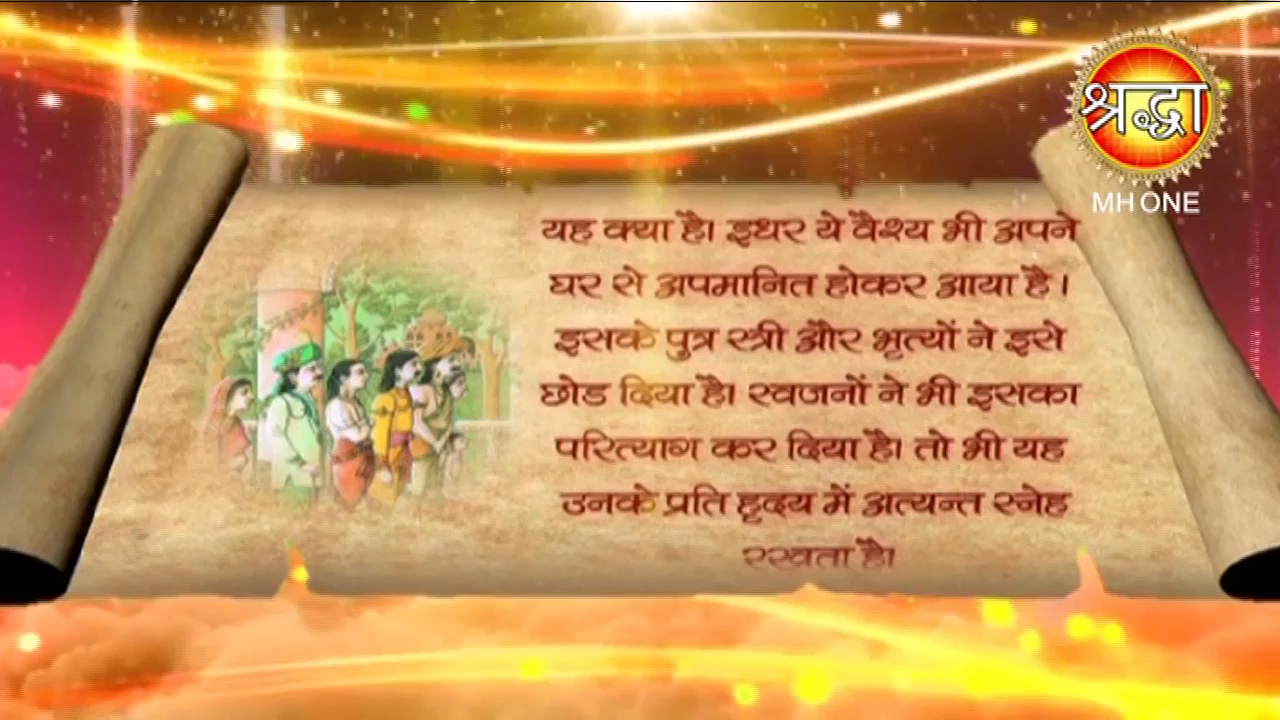 श्रद्धा
MH ONE
यह क्या है। इधर ये वैश्य भी अपने
घर से अपमानित होकर आया है।
इसके पुत्र स्त्री और भृत्यों ने इसे
छोड दिया है। स्वजनों ने भी इसका
परित्याग कर दिया है। तो भी यह
उनके प्रति हृदय में अत्यन्त स्नेह
रखता है।